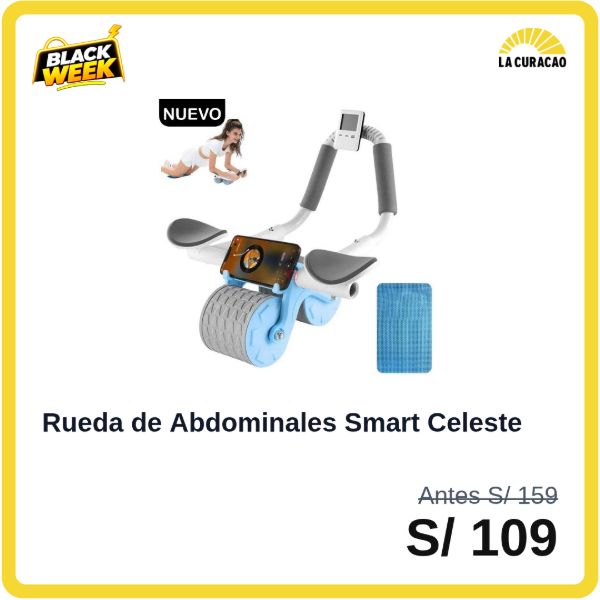 BLACK
WEEK
LA CURACAO
NUEVO
Rueda de Abdominales Smart Celeste
Antes S/ 159
S/ 109